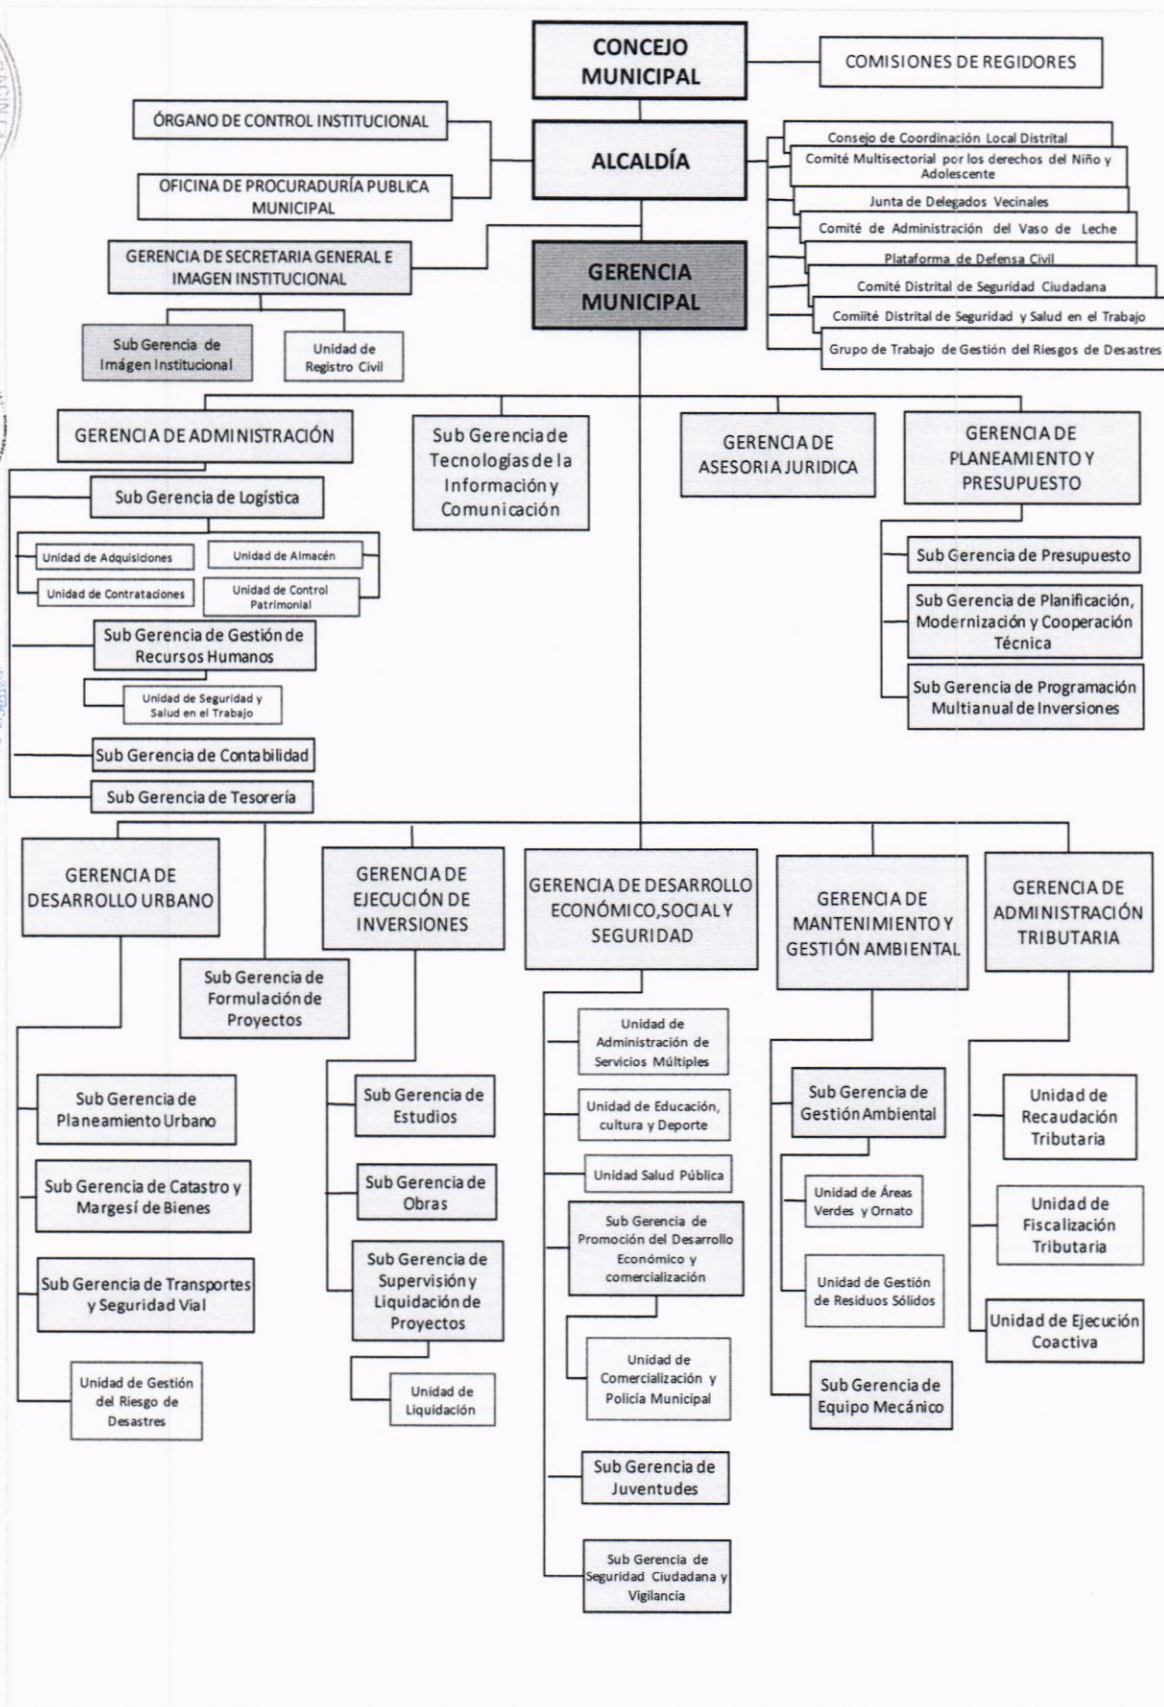 CONCEJO
MUNICIPAL
COMISIONES DE REGIDORES
ÓRGANO DE CONTROL INSTITUCIONAL
ALCALDÍA
OFICINA DE PROCURADURÍA PUBLICA
MUNICIPAL
Consejo de Coordinación Local Distrital
Comité Multisectorial por los derechos del Niño y
Adolescente
Junta de Delegados Vecinales
Comité de Administración del Vaso de Leche
Plataforma de Defensa Civil
Comité Distrital de Seguridad Ciudadana
Comiité Distrital de Seguridad y Salud en el Trabajo
Grupo de Trabajo de Gestión del Riesgos de Desastres
GERENCIA DE SECRETARIA GENERAL E
IMAGEN INSTITUCIONAL
GERENCIA
MUNICIPAL
Sub Gerencia de
Imágen Institucional
Unidad de
Registro Civil
GERENCIA DE ADMINISTRACIÓN
Sub Gerencia de Logística
Unidad de Adquisiciones
Unidad de Almacén
Unidad de Contrataciones
Unidad de Control
Patrimonial
Sub Gerencia de Gestión de
Recursos Humanos
Unidad de Seguridad y
Salud en el Trabajo
Sub Gerencia de Contabilidad
Sub Gerencia de Tesorería
Sub Gerencia de
Tecnologías de la
Información y
Comunicación
GERENCIA DE
ASESORIA JURIDICA
GERENCIA DE
PLANEAMIENTO Y
PRESUPUESTO
Sub Gerencia de Presupuesto
Sub Gerencia de Planificación,
Modernización y Cooperación
Técnica
Sub Gerencia de Programación
Multianual de Inversiones
GERENCIA DE
DESARROLLO URBANO
Sub Gerencia de
Planeamiento Urbano
Sub Gerencia de Catastro y
Margesí de Bienes
Sub Gerencia de Transportes
y Seguridad Vial
Unidad de Gestión
del Riesgo de
Desastres
Sub Gerencia de
Formulación de
Proyectos
GERENCIA DE
EJECUCIÓN DE
INVERSIONES
Sub Gerencia de
Estudios
Sub Gerencia de
Obras
Sub Gerencia de
Supervisión y
Liquidación de
Proyectos
Unidad de
Liquidación
GERENCIA DE DESARROLLO
ECONÓMICO, SOCIAL Y
SEGURIDAD
Unidad de
Administración de
Servicios Múltiples
Unidad de Educación,
cultura y Deporte
Unidad Salud Pública
Sub Gerencia de
Promoción del Desarrollo
Económico y
comercialización
Unidad de
Comercialización y
Policía Municipal
Sub Gerencia de
Juventudes
Sub Gerencia de
Seguridad Ciudadana y
Vigilancia
GERENCIA DE
MANTENIMIENTO Y
GESTIÓN AMBIENTAL
Sub Gerencia de
Gestión Ambiental
Unidad de Áreas
Verdes y Ornato
Unidad de Gestión
de Residuos Sólidos
Sub Gerencia de
Equipo Mecánico
GERENCIA DE
ADMINISTRACIÓN
TRIBUTARIA
Unidad de
Recaudación
Tributaria
Unidad de
Fiscalización
Tributaria
Unidad de Ejecución
Coactiva